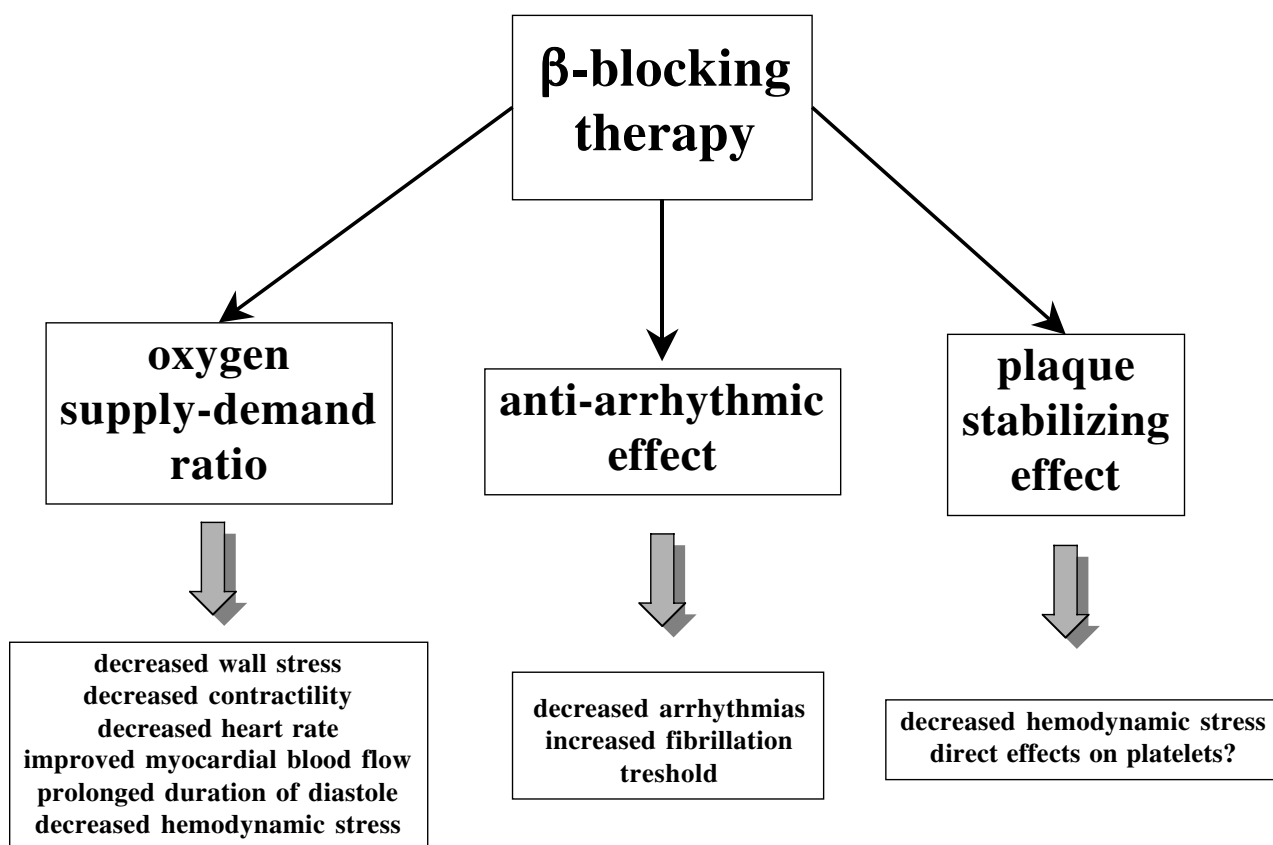 β-blocking
therapy
oxygen
supply-demand
ratio
anti-arrhythmic
effect
plaque
stabilizing
effect
decreased wall stress
decreased contractility
decreased heart rate
improved myocardial blood flow
prolonged duration of diastole
decreased hemodynamic stress
decreased arrhythmias
increased fibrillation
treshold
decreased hemodynamic stress
direct effects on platelets?